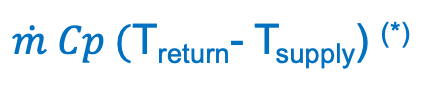 ṁ Cp (Treturn- Tsupply) (*)